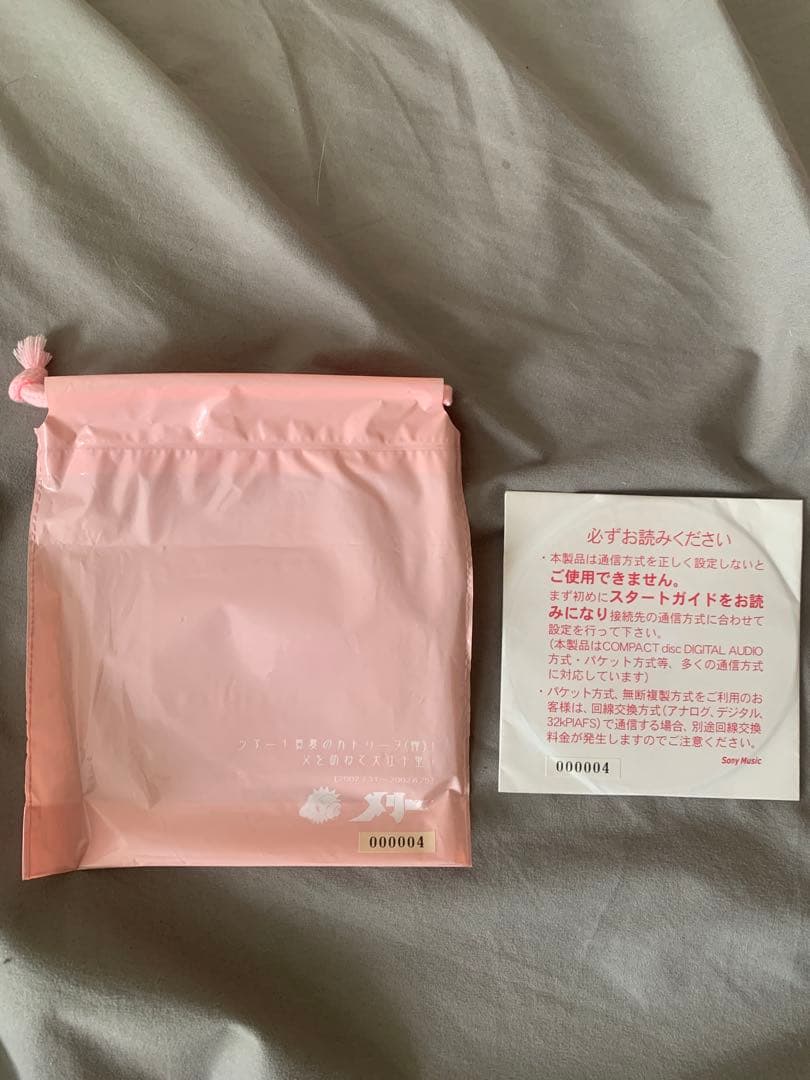 メリー
000004
必ずお読みください
・本製品は通信方式を正しく設定しないと
ご使用できません。
まず初めにスタートガイドをお読
みになり接続先の通信方式に合わせて
設定を行って下さい。
(本製品はCOMPACT disc DIGITAL AUDIO
方式・パケット方式等、多くの通信方式
に対応しています)
・パケット方式、無断複製方式をご利用のお
客様は、回線交換方式(アナログ、デジタル、
32kPIAFS)で通信する場合、別途回線交換
料金が発生しますのでご注意ください。
Sony Music
000004